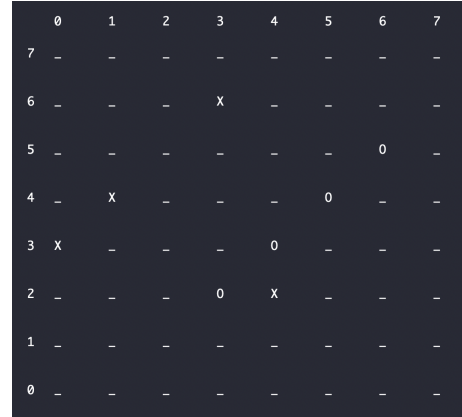 0 1 2 3 4 5 6 7
7 _ _ _ _ _ _ _ _
6 _ _ _ X _ _ _ _
5 _ _ _ _ _ _ O _
4 _ X _ _ _ O _ _
3 X _ _ _ O _ _ _
2 _ _ _ O X _ _ _
1 _ _ _ _ _ _ _ _
0 _ _ _ _ _ _ _ _